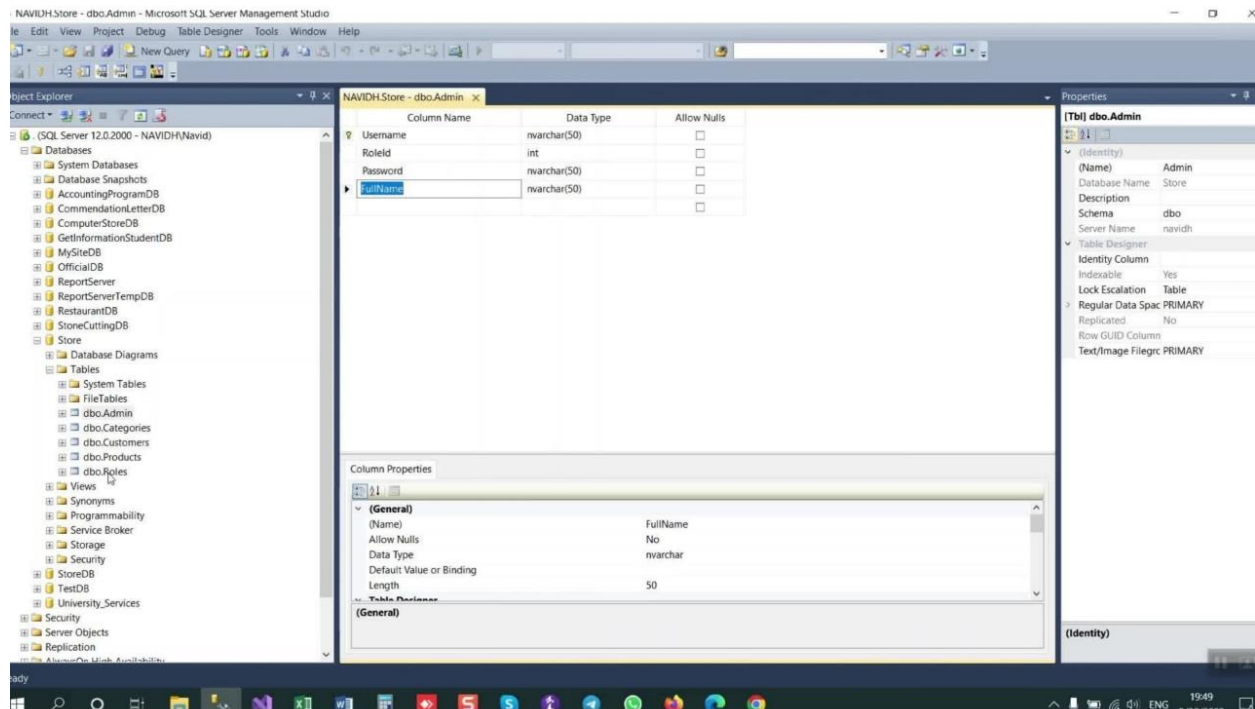 NAVIDH.Store - dbo.Admin - Microsoft SQL Server Management Studio
le Edit View Project Debug Table Designer Tools Window Help
New Query
bject Explorer
Connect
. (SQL Server 12.0.2000 - NAVIDH\Navid)
Databases
System Databases
Database Snapshots
AccountingProgramDB
CommendationLetterDB
ComputerStoreDB
GetInformationStudentDB
MySiteDB
OfficialDB
ReportServer
ReportServerTempDB
RestaurantDB
StoneCuttingDB
Store
Database Diagrams
Tables
System Tables
FileTables
dbo.Admin
dbo.Categories
dbo.Customers
dbo.Products
dbo.Roles
Views
Synonyms
Programmability
Service Broker
Storage
Security
StoreDB
TestDB
University_Services
Security
Server Objects
Replication
AlwaysOn High Availability
NAVIDH.Store - dbo.Admin
Column Name Data Type Allow Nulls
Username nvarchar(50)
RoleId int
Password nvarchar(50)
FullName nvarchar(50)
Column Properties
(General)
(Name) FullName
Allow Nulls No
Data Type nvarchar
Default Value or Binding
Length 50
Table Designer
(General)
Properties
[Tbl] dbo.Admin
(Identity)
(Name) Admin
Database Name Store
Description
Schema dbo
Server Name navidh
Table Designer
Identity Column
Indexable Yes
Lock Escalation Table
Regular Data Spac PRIMARY
Replicated No
Row GUID Column
Text/Image Filegrc PRIMARY
(Identity)
eady
ENG 19:49